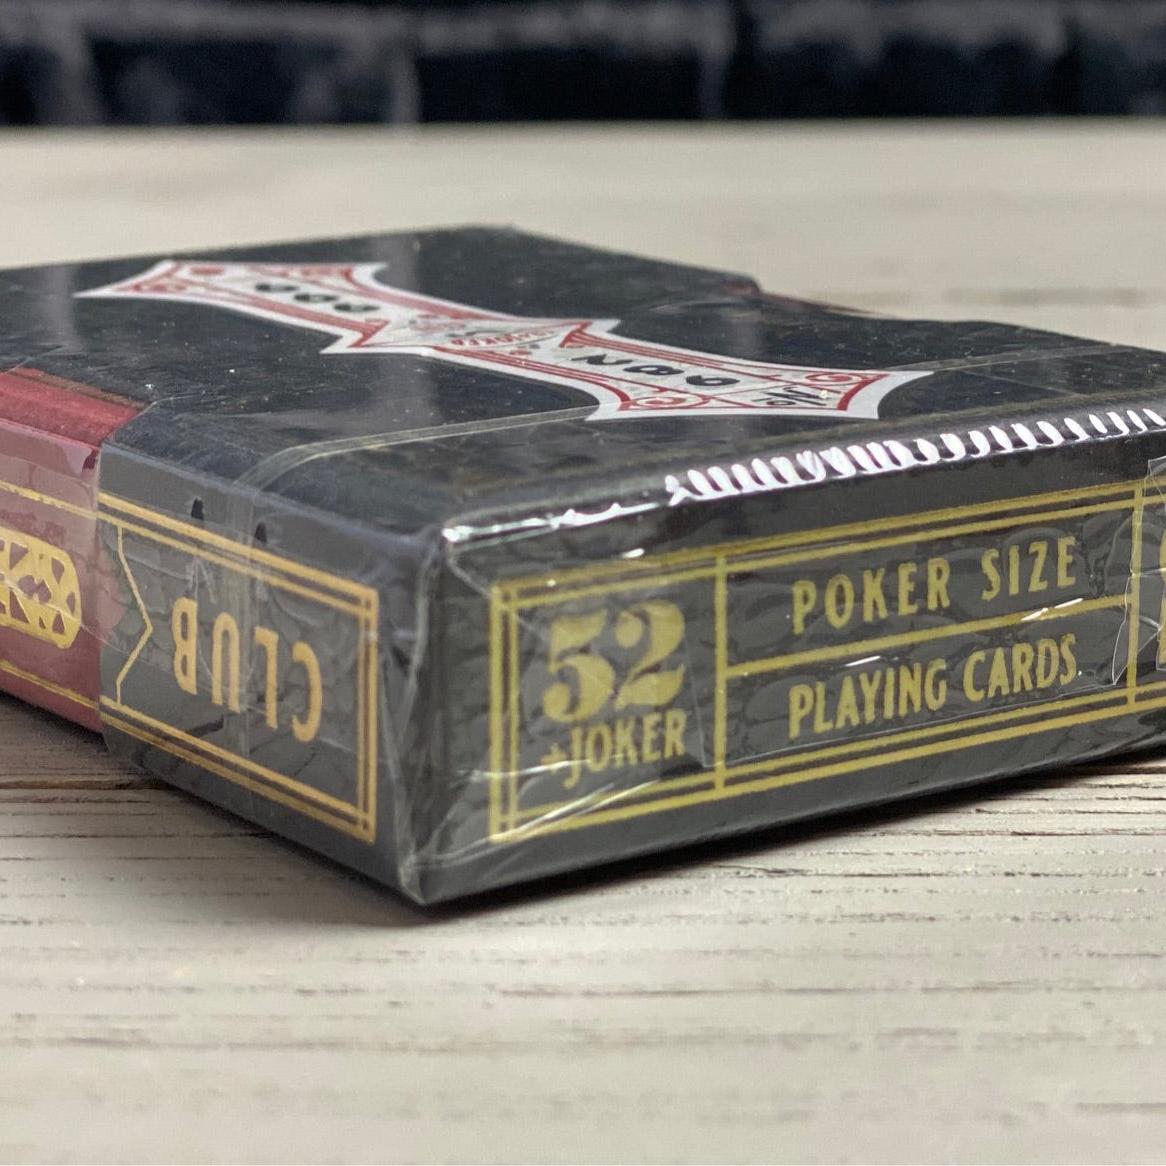 52
+JOKER
POKER SIZE
PLAYING CARDS
CLUB